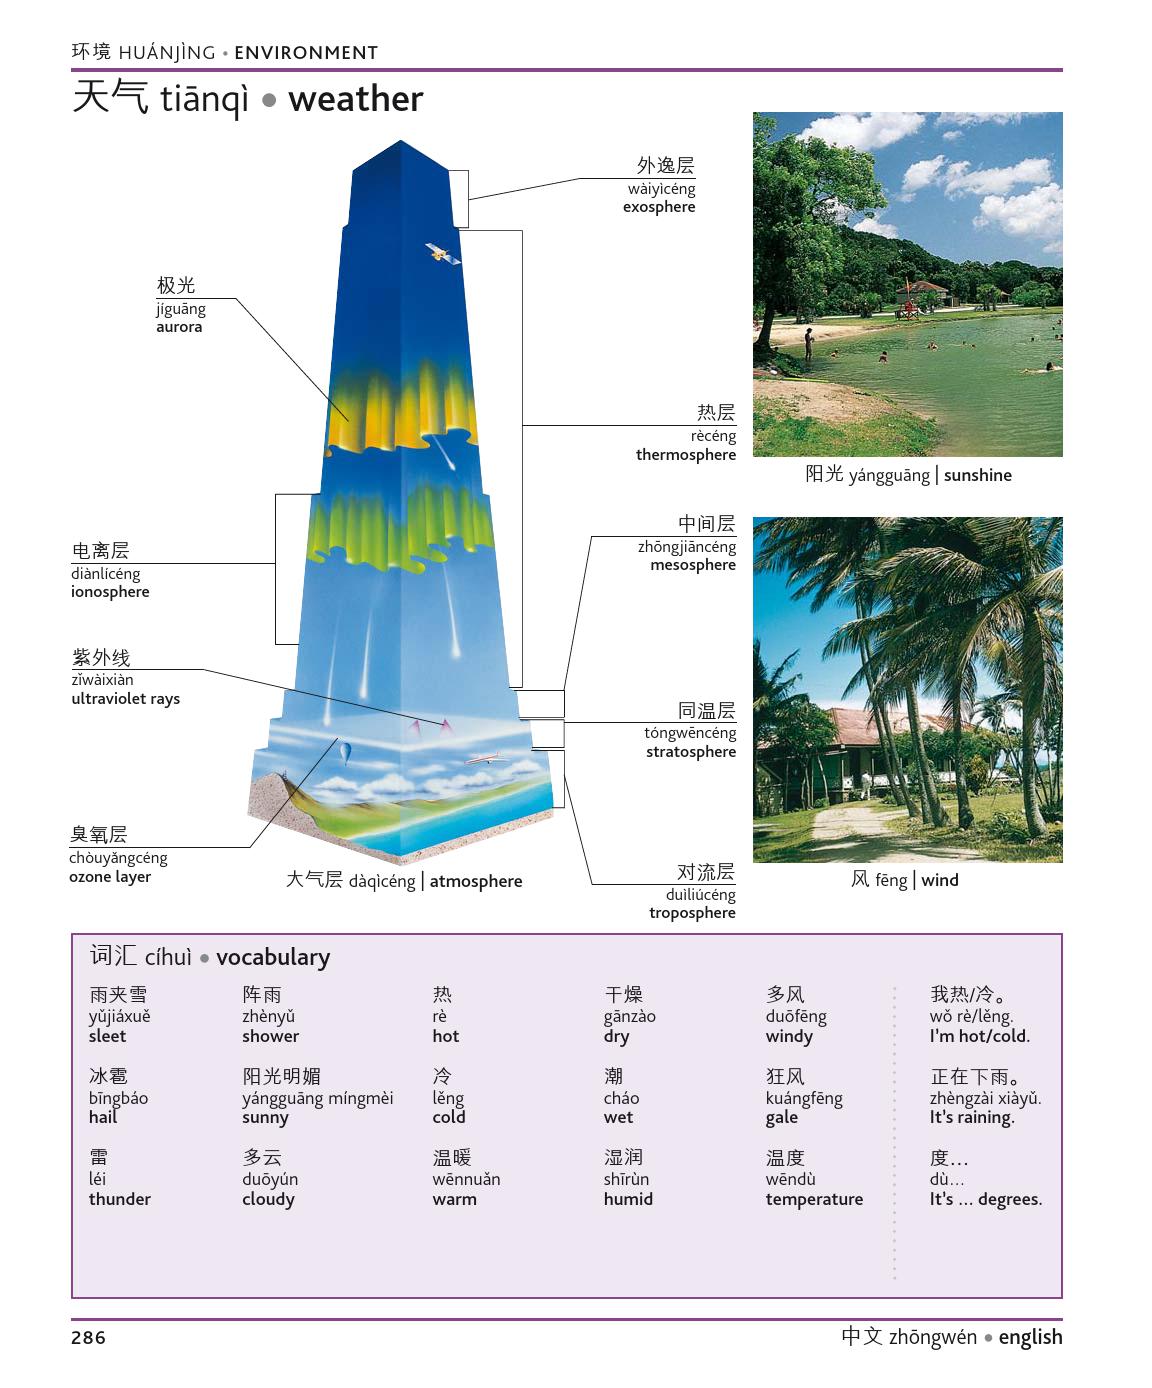 环境 HUÁNJÌNG • ENVIRONMENT
天气 tiānqì • weather
外逸层
wàiyìcéng
exosphere
极光
jíguāng
aurora
热层
rècéng
thermosphere
阳光 yángguāng | sunshine
中间层
zhōngjiāncéng
mesosphere
电离层
diànlícéng
ionosphere
紫外线
zǐwàixiàn
ultraviolet rays
同温层
tóngwēncéng
stratosphere
臭氧层
chòuyǎngcéng
ozone layer
对流层
duìliúcéng
troposphere
大气层 dàqìcéng | atmosphere
风 fēng | wind
词汇 cíhuì • vocabulary
雨夹雪
yǔjiáxuě
sleet
冰雹
bīngbáo
hail
雷
léi
thunder
阵雨
zhènyǔ
shower
阳光明媚
yángguāng míngmèi
sunny
多云
duōyún
cloudy
热
rè
hot
冷
lěng
cold
温暖
wēnnuǎn
warm
干燥
gānzào
dry
潮
cháo
wet
湿润
shīrùn
humid
多风
duōfēng
windy
狂风
kuángfēng
gale
温度
wēndù
temperature
我热/冷。
wǒ rè/lěng.
I'm hot/cold.
正在下雨。
zhèngzài xiàyǔ.
It's raining.
度…
dù…
It's ... degrees.
286
中文 zhōngwén • english